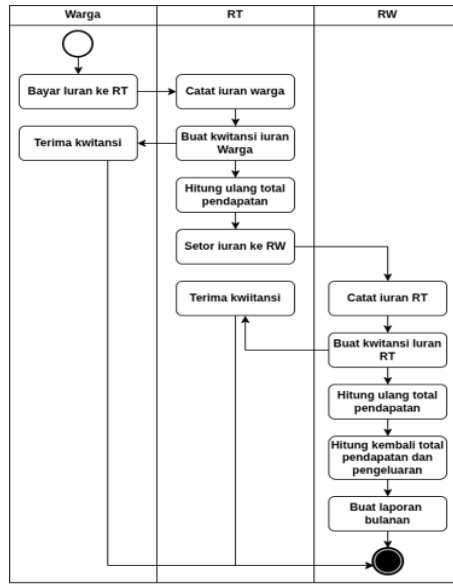 Warga
RT
RW
Bayar Iuran ke RT
Catat iuran warga
Terima kwitansi
Buat kwitansi iuran
Warga
Hitung ulang total
pendapatan
Setor iuran ke RW
Terima kwiitansi
Catat iuran RT
Buat kwitansi Iuran
RT
Hitung ulang total
pendapatan
Hitung kembali total
pendapatan dan
pengeluaran
Buat laporan
bulanan